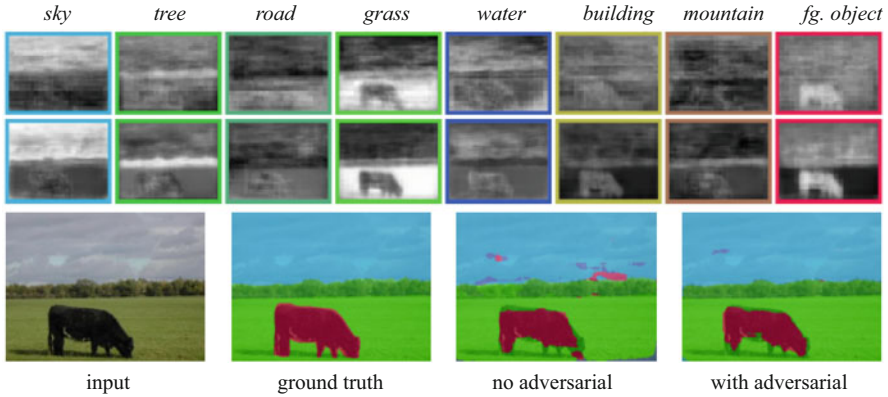 sky tree road grass water building mountain fg. object
input ground truth no adversarial with adversarial